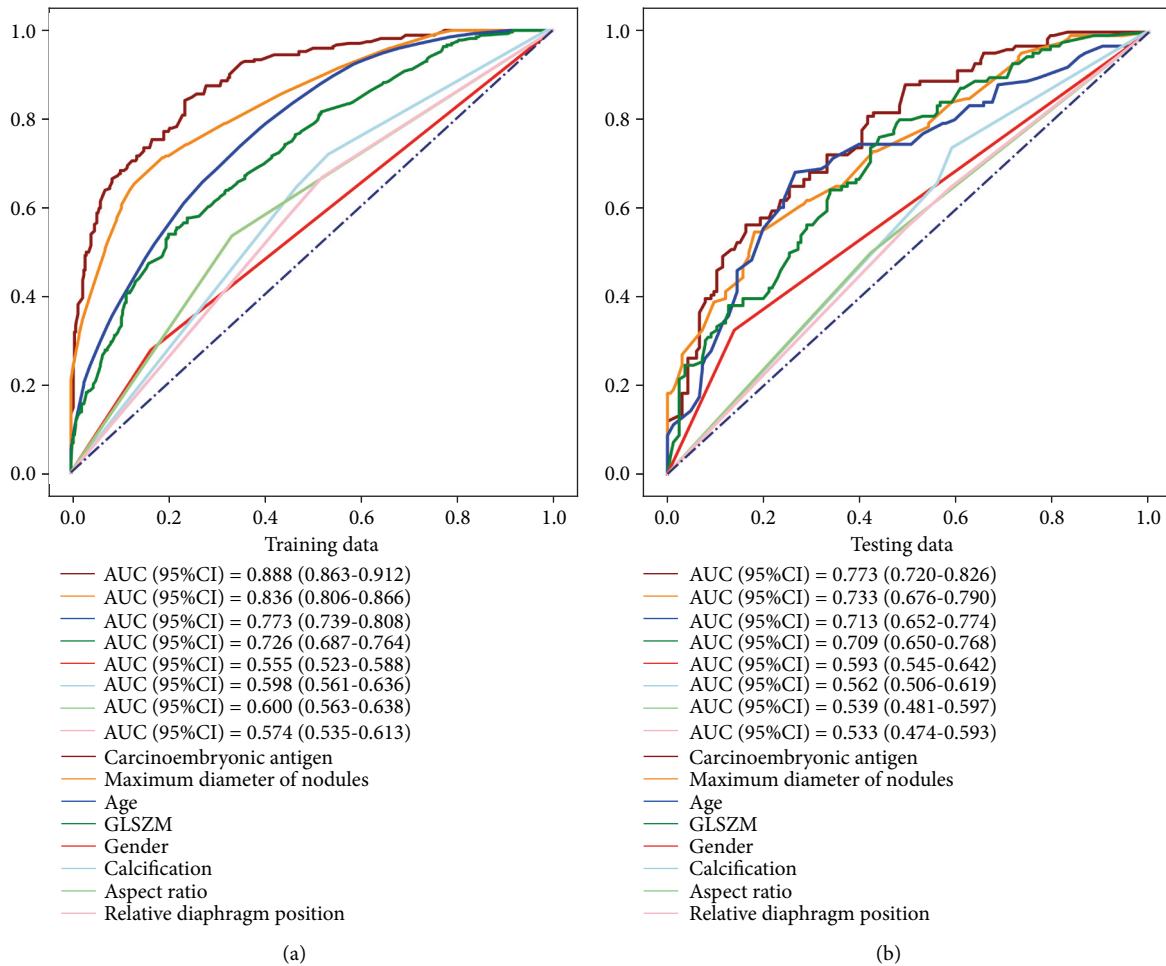 1.0
0.8
0.6
0.4
0.2
0.0
0.0 0.2 0.4 0.6 0.8 1.0
Training data
AUC (95%CI) = 0.888 (0.863-0.912)
AUC (95%CI) = 0.836 (0.806-0.866)
AUC (95%CI) = 0.773 (0.739-0.808)
AUC (95%CI) = 0.726 (0.687-0.764)
AUC (95%CI) = 0.555 (0.523-0.588)
AUC (95%CI) = 0.598 (0.561-0.636)
AUC (95%CI) = 0.600 (0.563-0.638)
AUC (95%CI) = 0.574 (0.535-0.613)
Carcinoembryonic antigen
Maximum diameter of nodules
Age
GLSZM
Gender
Calcification
Aspect ratio
Relative diaphragm position
(a)
1.0
0.8
0.6
0.4
0.2
0.0
0.0 0.2 0.4 0.6 0.8 1.0
Testing data
AUC (95%CI) = 0.773 (0.720-0.826)
AUC (95%CI) = 0.733 (0.676-0.790)
AUC (95%CI) = 0.713 (0.652-0.774)
AUC (95%CI) = 0.709 (0.650-0.768)
AUC (95%CI) = 0.593 (0.545-0.642)
AUC (95%CI) = 0.562 (0.506-0.619)
AUC (95%CI) = 0.539 (0.481-0.597)
AUC (95%CI) = 0.533 (0.474-0.593)
Carcinoembryonic antigen
Maximum diameter of nodules
Age
GLSZM
Gender
Calcification
Aspect ratio
Relative diaphragm position
(b)